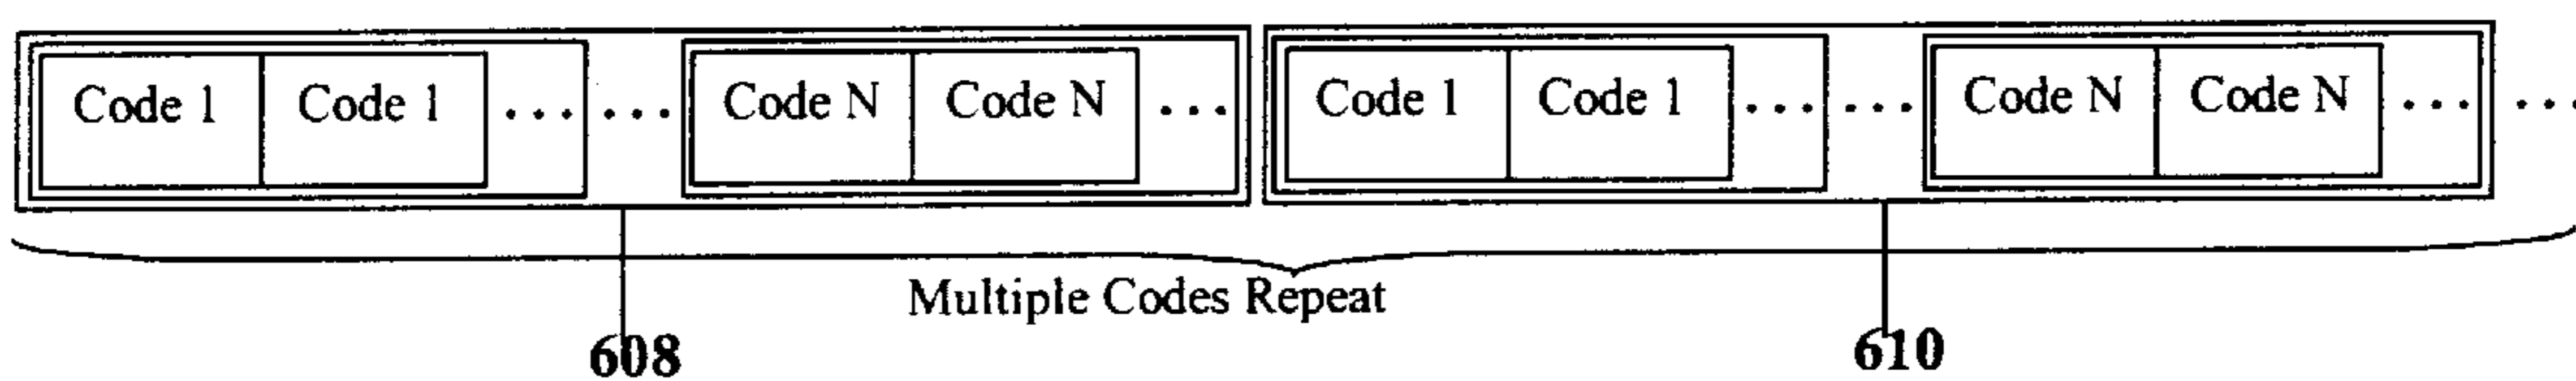 Code 1 Code 1 ... ... Code N Code N ... Code 1 Code 1 ... ... Code N Code N ... ...
Multiple Codes Repeat
608 610